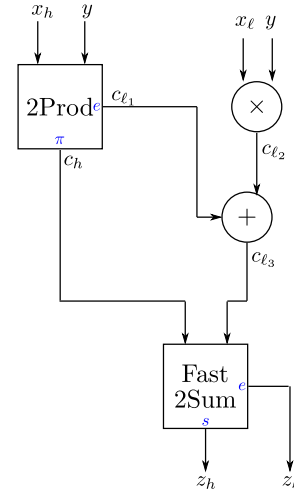 x_h y x_ℓ y
2Prod e c_ℓ1 ×
π
c_h c_ℓ2
+
c_ℓ3
Fast
2Sum e
s
z_h